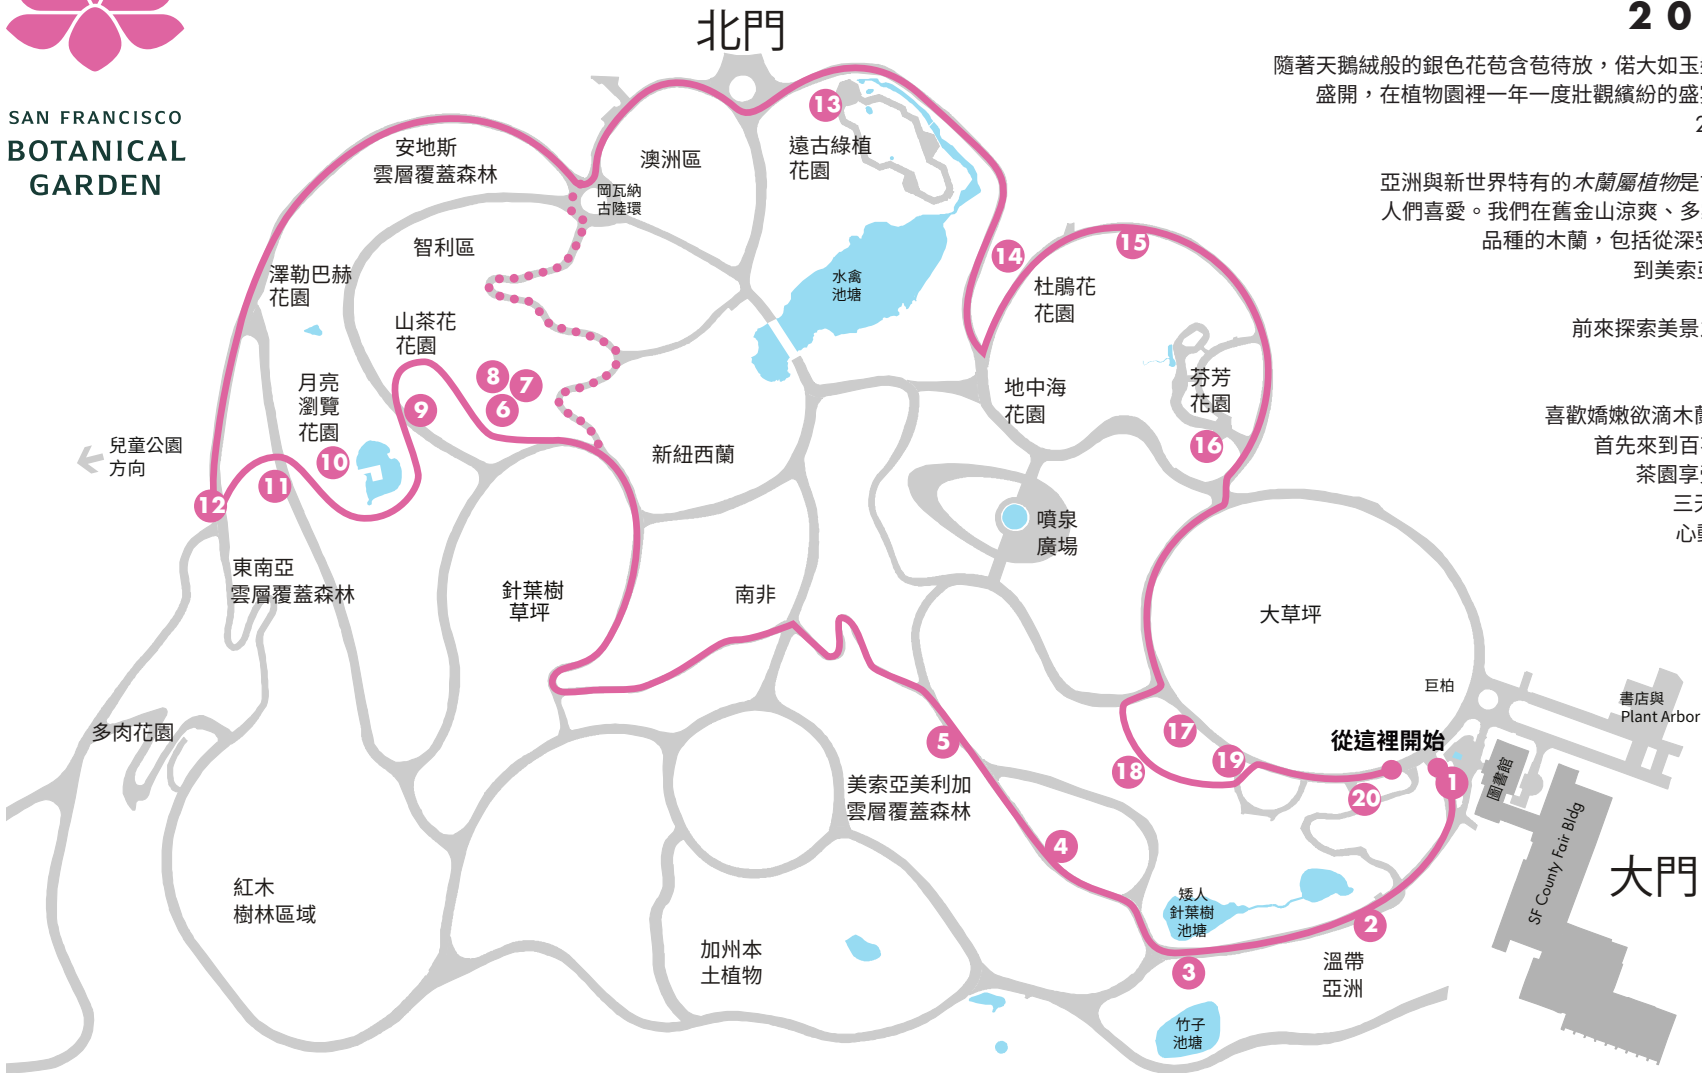 SAN FRANCISCO
BOTANICAL
GARDEN
北門
20
隨著天鵝絨般的銀色花苞含苞待放，偌大如玉
盛開，在植物園裡一年一度壯觀繽紛的盛
2
亞洲與新世界特有的木蘭屬植物是
人們喜愛。我們在舊金山涼爽、多
品種的木蘭，包括從深受
到美索亞
前來探索美景
喜歡嬌嫩欲滴木蘭
首先來到百
茶園享受
三天
心動
安地斯
雲層覆蓋森林
岡瓦納
古陸環
澳洲區
13
遠古綠植
花園
智利區
澤勒巴赫
花園
山茶花
花園
水禽
池塘
14
15
杜鵑花
花園
地中海
花園
芬芳
花園
16
月亮
瀏覽
花園
8
7
6
9
10
11
12
兒童公園
方向
新紐西蘭
噴泉
廣場
東南亞
雲層覆蓋森林
針葉樹
草坪
南非
大草坪
巨柏
書店與
Plant Arbor
多肉花園
5
17
18
19
從這裡開始
20
1
圖書館
SF County Fair Bldg
大門
美索亞美利加
雲層覆蓋森林
4
紅木
樹林區域
矮人
針葉樹
池塘
2
3
溫帶
亞洲
加州本
土植物
竹子
池塘